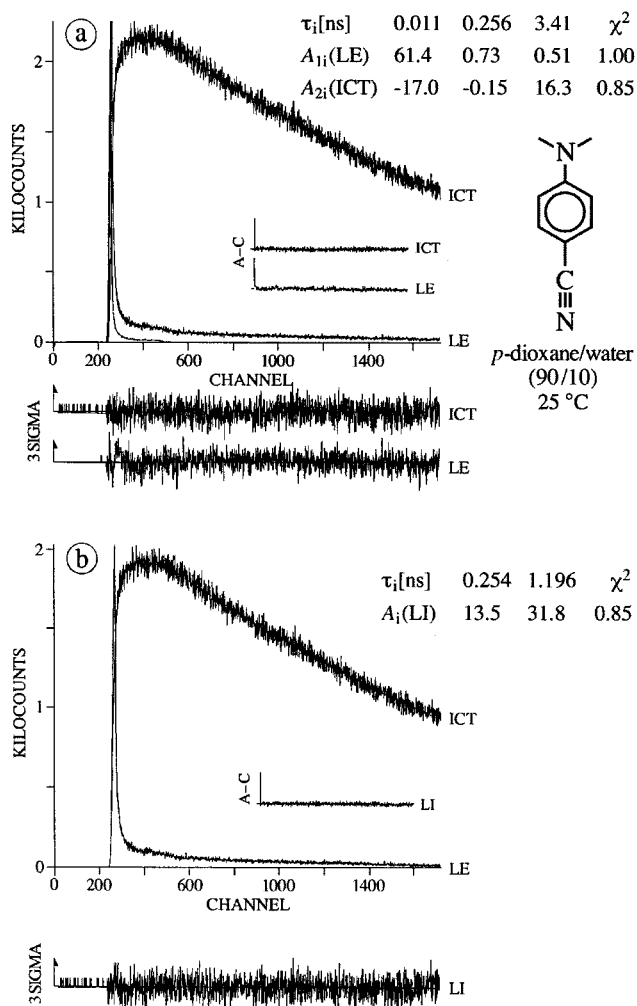 a
τi[ns] 0.011 0.256 3.41 χ2
A1i(LE) 61.4 0.73 0.51 1.00
A2i(ICT) -17.0 -0.15 16.3 0.85
KILOCOUNTS
2
1
0
ICT
A–C
ICT
LE
LE
0 200 600 1000 1400
CHANNEL
N
C
N
p-dioxane/water
(90/10)
25 °C
3 SIGMA
ICT
LE
b
τi[ns] 0.254 1.196 χ2
Ai(LI) 13.5 31.8 0.85
KILOCOUNTS
2
1
0
ICT
A–C
LI
LE
0 200 600 1000 1400
CHANNEL
3 SIGMA
LI